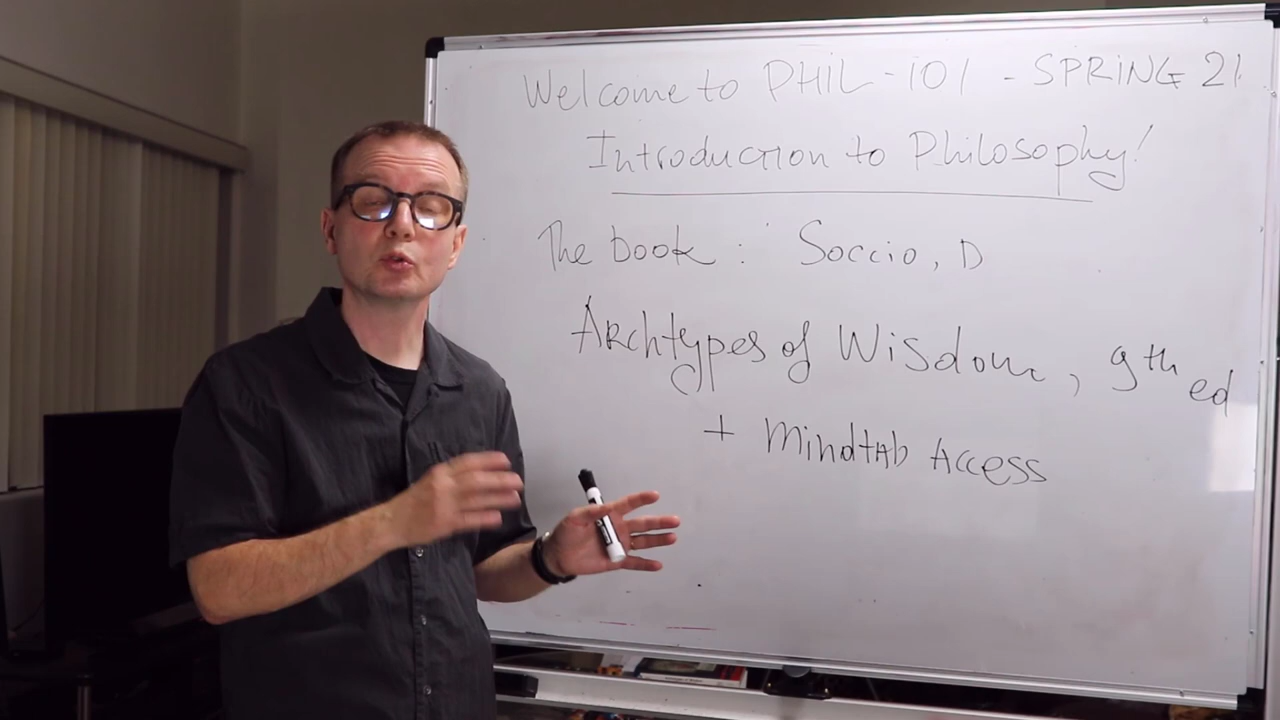 Welcome to PHIL-101 - SPRiNG 21
Introduction to Philosophy!
The book: Soccio, D
Archtypes of Wisdom, 9th ed
+ Mindtab Access